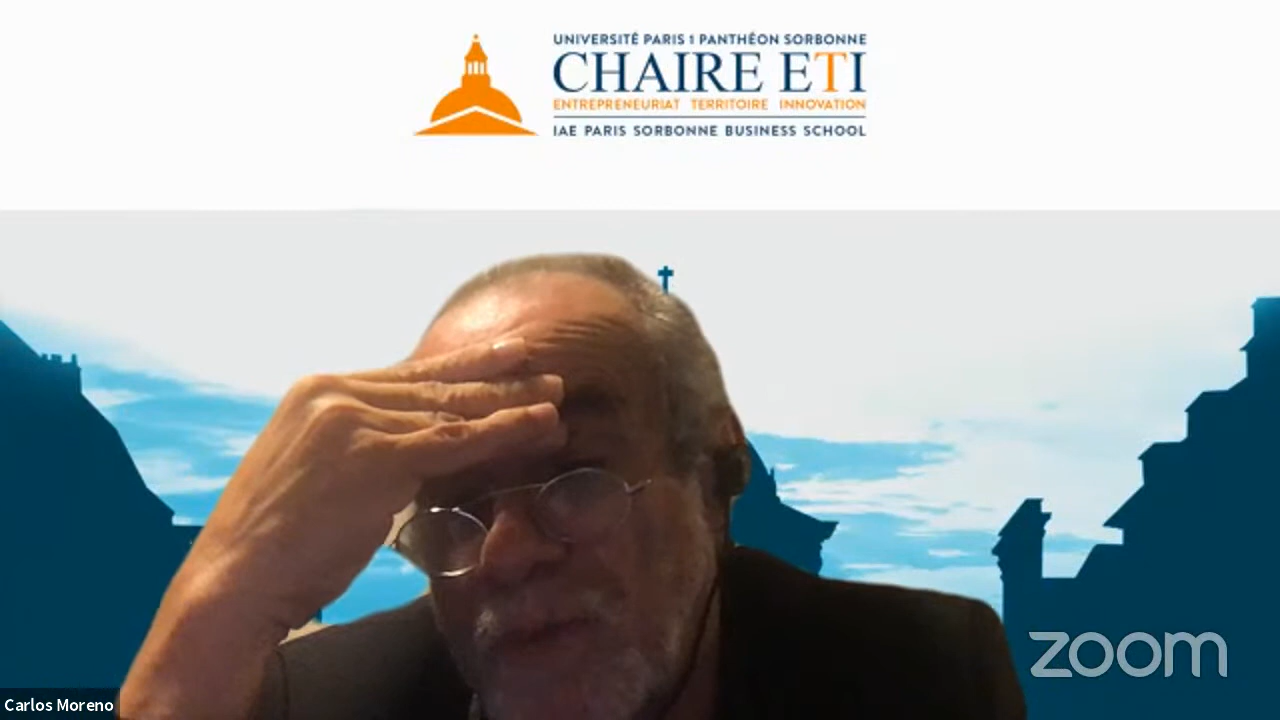 UNIVERSITÉ PARIS 1 PANTHÉON SORBONNE
CHAIRE ETI
ENTREPRENEURIAT TERRITOIRE INNOVATION
IAE PARIS SORBONNE BUSINESS SCHOOL
zoom
Carlos Moreno